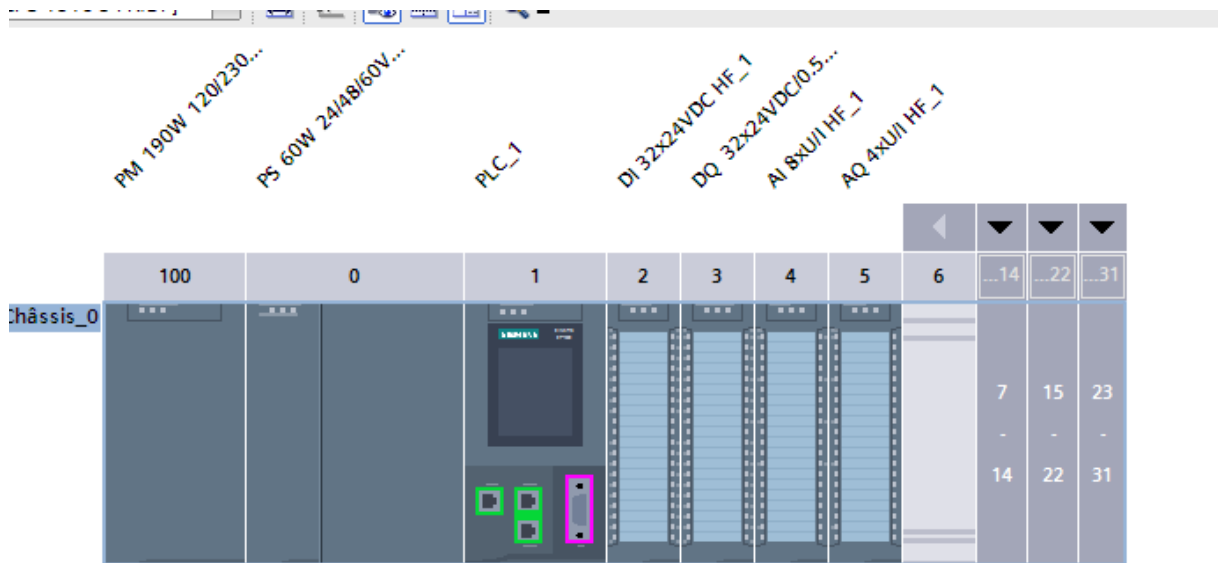 PM 190W 120/230...
PS 60W 24/48/60V...
PLC_1
DI 32x24VDC HF_1
DQ 32x24VDC/0.5...
AI 8xU/I HF_1
AQ 4xU/I HF_1
100 0 1 2 3 4 5 6 ...14 ...22 ...31
Châssis_0
SIEMENS
7 15 23
- - -
14 22 31